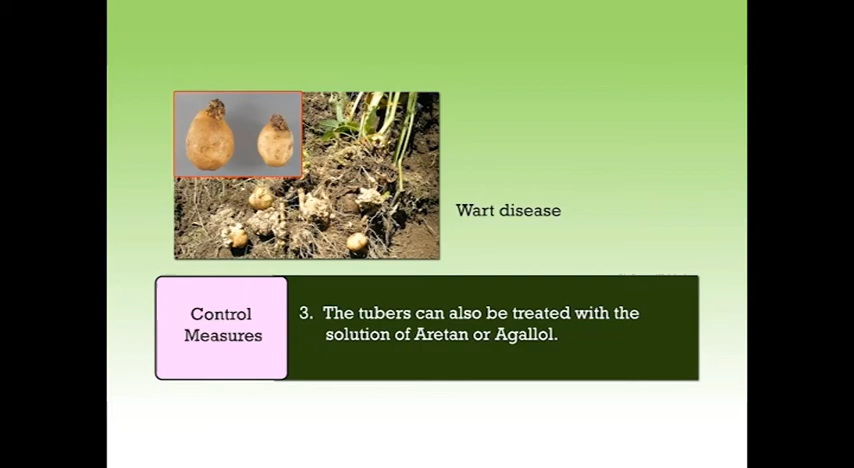 Wart disease
Control
Measures
3. The tubers can also be treated with the
solution of Aretan or Agallol.